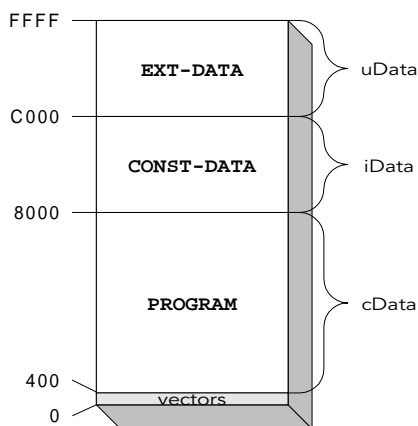 FFFF
EXT-DATA
uData
C000
CONST-DATA
iData
8000
PROGRAM
cData
400
vectors
0